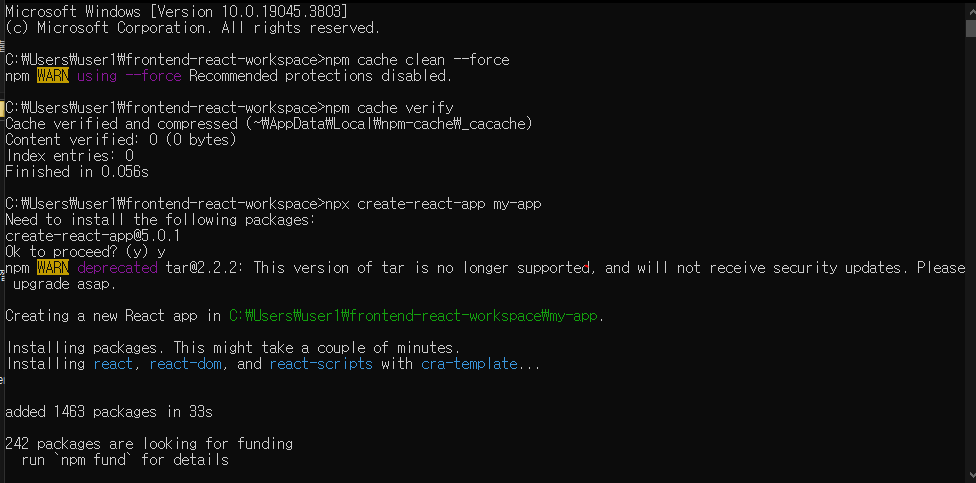 Microsoft Windows [Version 10.0.19045.3803]
(c) Microsoft Corporation. All rights reserved.
C:₩Users₩user1₩frontend-react-workspace>npm cache clean --force
npm WARN using --force Recommended protections disabled.
C:₩Users₩user1₩frontend-react-workspace>npm cache verify
Cache verified and compressed (~₩AppData₩Local₩npm-cache₩_cacache)
Content verified: 0 (0 bytes)
Index entries: 0
Finished in 0.056s
C:₩Users₩user1₩frontend-react-workspace>npx create-react-app my-app
Need to install the following packages:
create-react-app@5.0.1
Ok to proceed? (y) y
npm WARN deprecated tar@2.2.2: This version of tar is no longer supported, and will not receive security updates. Please
upgrade asap.
Creating a new React app in C:₩Users₩user1₩frontend-react-workspace₩my-app.
Installing packages. This might take a couple of minutes.
Installing react, react-dom, and react-scripts with cra-template...
added 1463 packages in 33s
242 packages are looking for funding
run `npm fund` for details